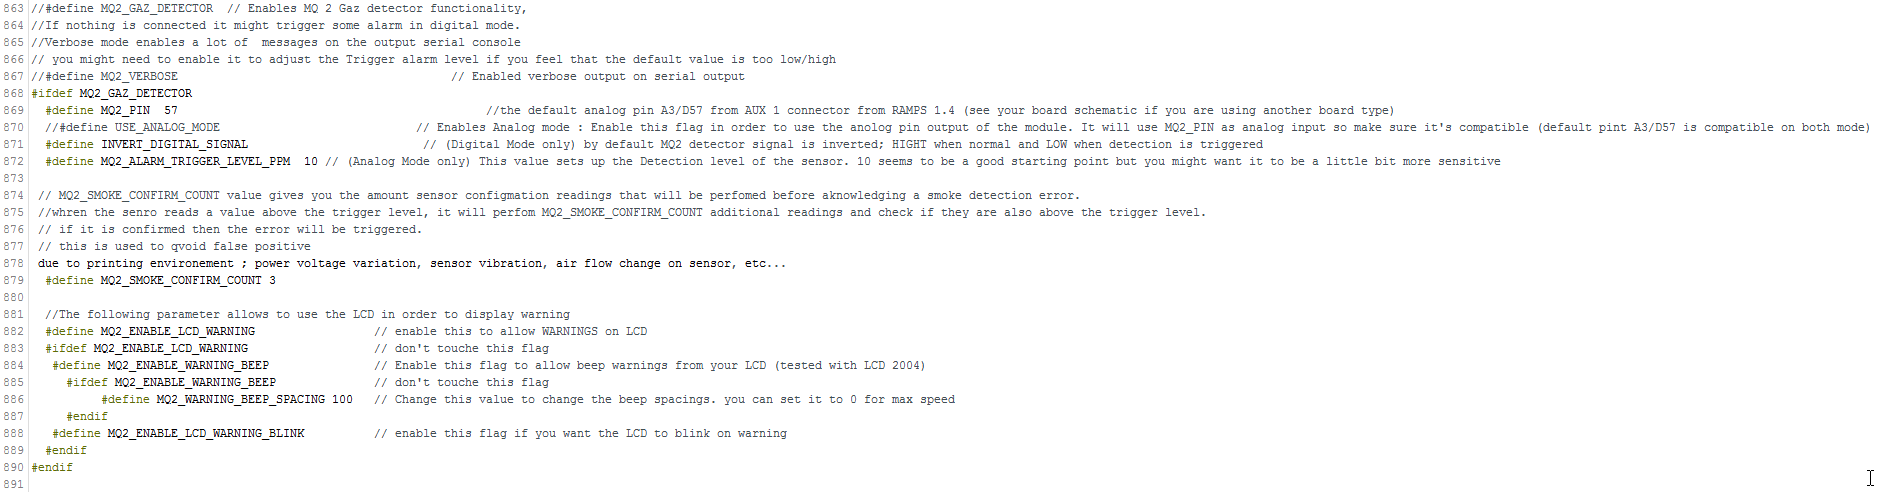 863 //#define MQ2_GAZ_DETECTOR  // Enables MQ 2 Gaz detector functionality,
864 //If nothing is connected it might trigger some alarm in digital mode.
865 //Verbose mode enables a lot of  messages on the output serial console
866 // you might need to enable it to adjust the Trigger alarm level if you feel that the default value is too low/high
867 //#define MQ2_VERBOSE // Enabled verbose output on serial output
868 #ifdef MQ2_GAZ_DETECTOR
869 #define MQ2_PIN  57 //the default analog pin A3/D57 from AUX 1 connector from RAMPS 1.4 (see your board schematic if you are using another board type)
870 //#define USE_ANALOG_MODE // Enables Analog mode : Enable this flag in order to use the anolog pin output of the module. It will use MQ2_PIN as analog input so make sure it's compatible (default pint A3/D57 is compatible on both mode)
871 #define INVERT_DIGITAL_SIGNAL // (Digital Mode only) by default MQ2 detector signal is inverted; HIGHT when normal and LOW when detection is triggered
872 #define MQ2_ALARM_TRIGGER_LEVEL_PPM  10 // (Analog Mode only) This value sets up the Detection level of the sensor. 10 seems to be a good starting point but you might want it to be a little bit more sensitive
873
874 // MQ2_SMOKE_CONFIRM_COUNT value gives you the amount sensor configmation readings that will be perfomed before aknowledging a smoke detection error.
875 //whren the senro reads a value above the trigger level, it will perfom MQ2_SMOKE_CONFIRM_COUNT additional readings and check if they are also above the trigger level.
876 // if it is confirmed then the error will be triggered.
877 // this is used to qvoid false positive
878 due to printing environement ; power voltage variation, sensor vibration, air flow change on sensor, etc...
879 #define MQ2_SMOKE_CONFIRM_COUNT 3
880
881 //The following parameter allows to use the LCD in order to display warning
882 #define MQ2_ENABLE_LCD_WARNING // enable this to allow WARNINGS on LCD
883 #ifdef MQ2_ENABLE_LCD_WARNING // don't touche this flag
884 #define MQ2_ENABLE_WARNING_BEEP // Enable this flag to allow beep warnings from your LCD (tested with LCD 2004)
885 #ifdef MQ2_ENABLE_WARNING_BEEP // don't touche this flag
886 #define MQ2_WARNING_BEEP_SPACING 100 // Change this value to change the beep spacings. you can set it to 0 for max speed
887 #endif
888 #define MQ2_ENABLE_LCD_WARNING_BLINK // enable this flag if you want the LCD to blink on warning
889 #endif
890 #endif
891